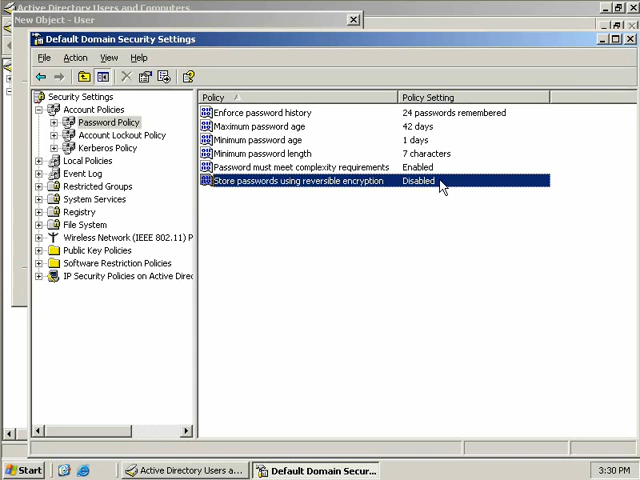 Active Directory Users and Computers
New Object - User
Default Domain Security Settings
File Action View Help
Security Settings
Account Policies
Password Policy
Account Lockout Policy
Kerberos Policy
Local Policies
Event Log
Restricted Groups
System Services
Registry
File System
Wireless Network (IEEE 802.11) P
Public Key Policies
Software Restriction Policies
IP Security Policies on Active Direc
Policy Policy Setting
Enforce password history 24 passwords remembered
Maximum password age 42 days
Minimum password age 1 days
Minimum password length 7 characters
Password must meet complexity requirements Enabled
Store passwords using reversible encryption Disabled
Start Active Directory Users a... Default Domain Secur... 3:30 PM